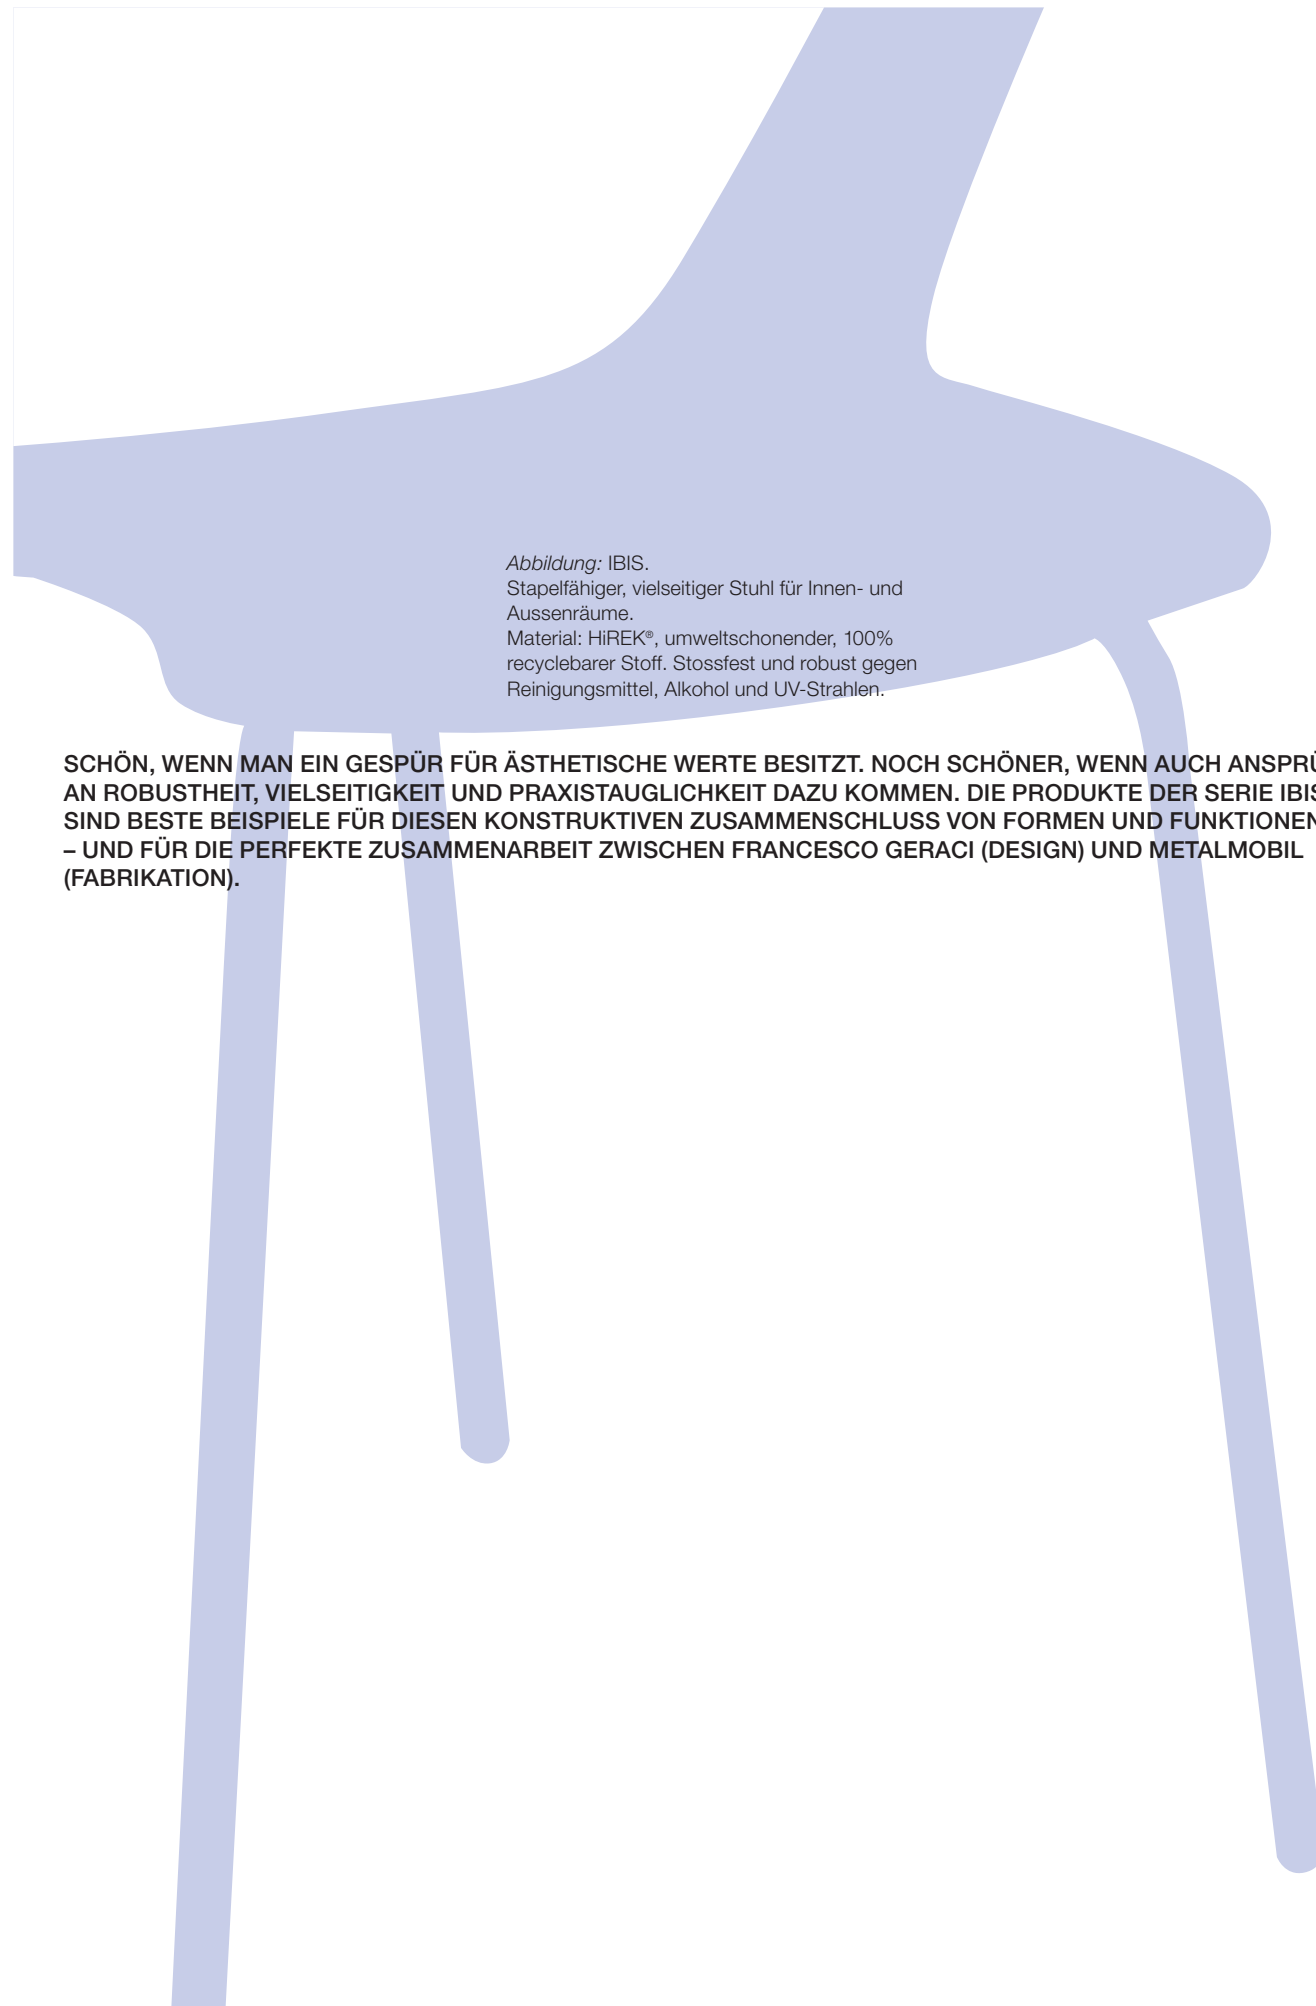 Abbildung: IBIS.
Stapelfähiger, vielseitiger Stuhl für Innen- und
Aussenräume.
Material: HiREK®, umweltschonender, 100%
recyclebarer Stoff. Stossfest und robust gegen
Reinigungsmittel, Alkohol und UV-Strahlen.
SCHÖN, WENN MAN EIN GESPÜR FÜR ÄSTHETISCHE WERTE BESITZT. NOCH SCHÖNER, WENN AUCH
AN ROBUSTHEIT, VIELSEITIGKEIT UND PRAXISTAUGLICHKEIT DAZU KOMMEN. DIE PRODUKTE DER SERIE IBIS
SIND BESTE BEISPIELE FÜR DIESEN KONSTRUKTIVEN ZUSAMMENSCHLUSS VON FORMEN UND FUNKTIONEN
– UND FÜR DIE PERFEKTE ZUSAMMENARBEIT ZWISCHEN FRANCESCO GERACI (DESIGN) UND METALMOBIL
(FABRIKATION).